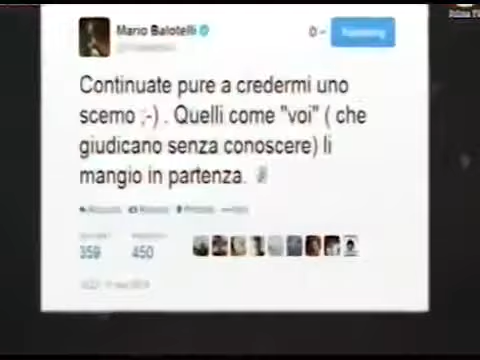 Mario Balotelli
Following
Continuate pure a credermi uno
scemo ;-) . Quelli come "voi" ( che
giudicano senza conoscere) li
mangio in partenza.
359 450